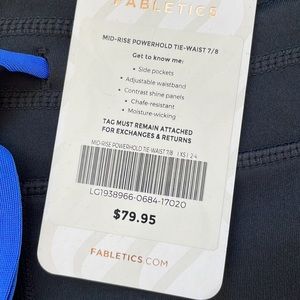 FABLETICS
MID-RISE POWERHOLD TIE-WAIST 7/8
Get to know me:
• Side pockets
• Adjustable waistband
• Contrast shine panels
• Chafe-resistant
• Moisture-wicking
TAG MUST REMAIN ATTACHED
FOR EXCHANGES & RETURNS
MID-RISE POWERHOLD TIE-WAIST 7/8 | XS | 24
LG1938966-0684-17020
$79.95
FABLETICS.COM